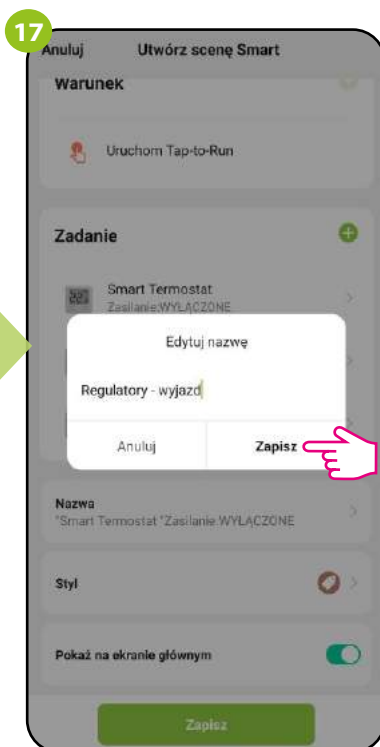 17
Anuluj Utwórz scenę Smart
Warunek
Uruchom Tap-to-Run
Zadanie
Smart Termostat
Zasilanie:WYŁĄCZONE
Edytuj nazwę
Regulatory - wyjazd
Anuluj Zapisz
Nazwa
"Smart Termostat "Zasilanie:WYŁĄCZONE
Styl
Pokaż na ekranie głównym
Zapisz